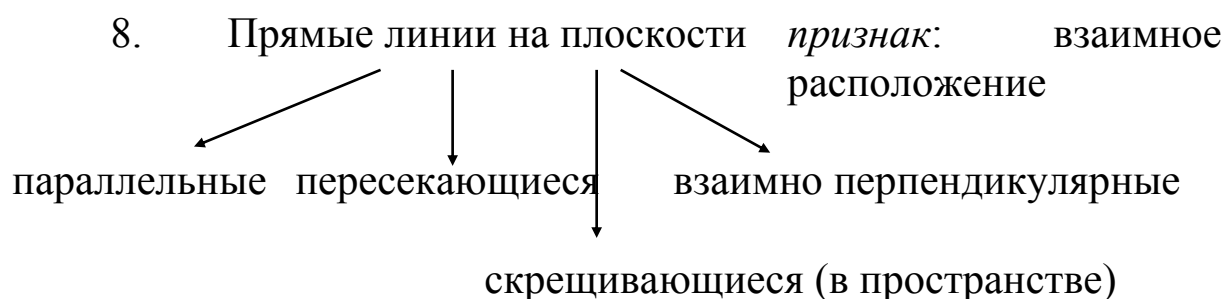 8. Прямые линии на плоскости признак: взаимное
расположение
параллельные пересекающиеся взаимно перпендикулярные
скрещивающиеся (в пространстве)